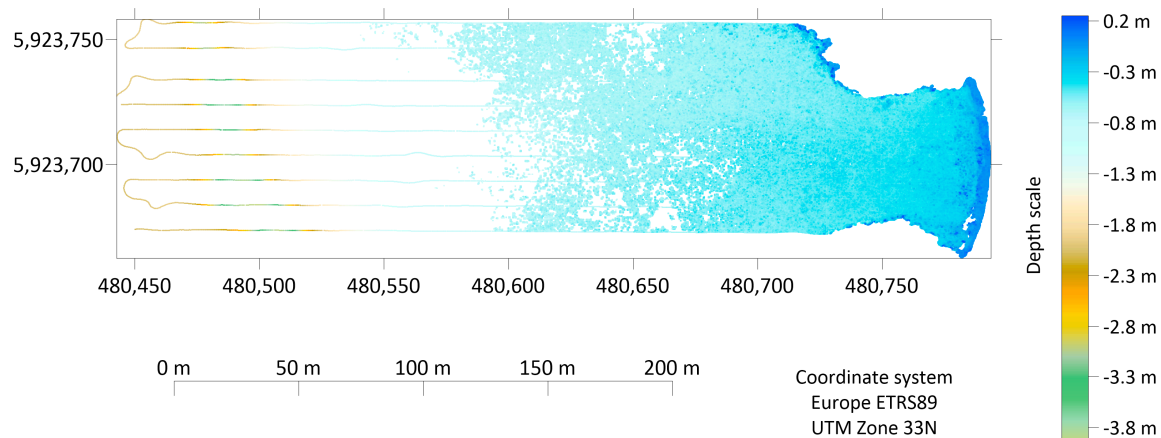 5,923,750
5,923,700
480,450 480,500 480,550 480,600 480,650 480,700 480,750
0 m 50 m 100 m 150 m 200 m
Coordinate system
Europe ETRS89
UTM Zone 33N
Depth scale
0.2 m
-0.3 m
-0.8 m
-1.3 m
-1.8 m
-2.3 m
-2.8 m
-3.3 m
-3.8 m